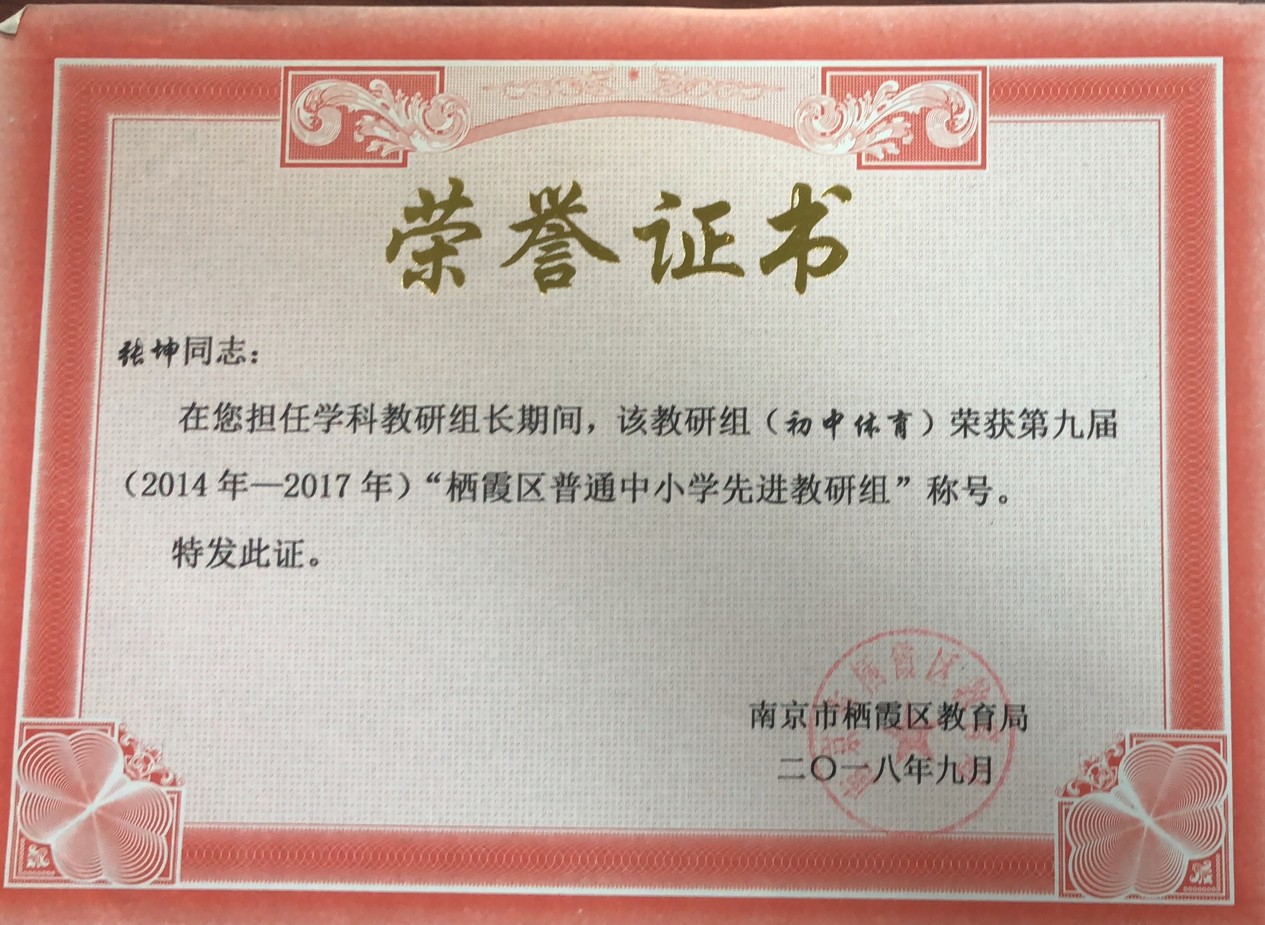 荣誉证书
张坤同志：
在您担任学科教研组长期间，该教研组（初中体育）荣获第九届
（2014年—2017年）“栖霞区普通中小学先进教研组”称号。
特发此证。
南京市栖霞区教育局
二〇一八年九月